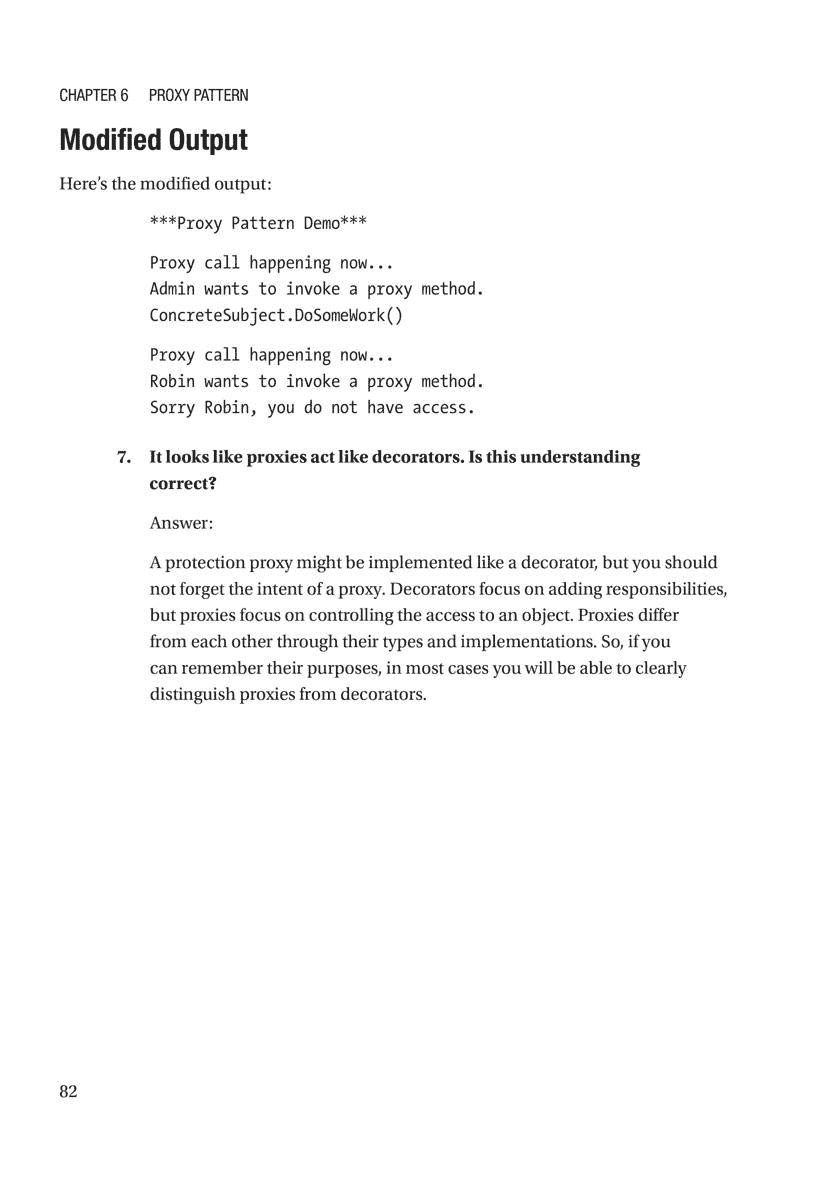 CHAPTER 6 PROXY PATTERN
Modified Output
Here’s the modified output:
***Proxy Pattern Demo***
Proxy call happening now...
Admin wants to invoke a proxy method.
ConcreteSubject.DoSomeWork()
Proxy call happening now...
Robin wants to invoke a proxy method.
Sorry Robin, you do not have access.
7. It looks like proxies act like decorators. Is this understanding
correct?
Answer:
A protection proxy might be implemented like a decorator, but you should
not forget the intent of a proxy. Decorators focus on adding responsibilities,
but proxies focus on controlling the access to an object. Proxies differ
from each other through their types and implementations. So, if you
can remember their purposes, in most cases you will be able to clearly
distinguish proxies from decorators.
82